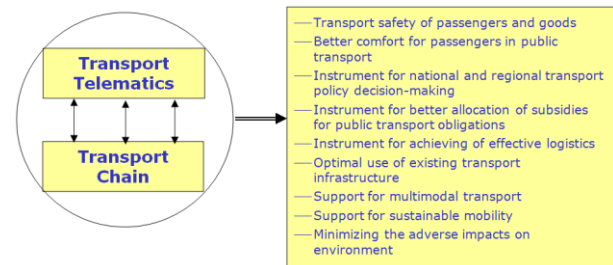 Transport
Telematics
Transport
Chain
Transport safety of passengers and goods
Better comfort for passengers in public
transport
Instrument for national and regional transport
policy decision-making
Instrument for better allocation of subsidies
for public transport obligations
Instrument for achieving of effective logistics
Optimal use of existing transport
infrastructure
Support for multimodal transport
Support for sustainable mobility
Minimizing the adverse impacts on
environment